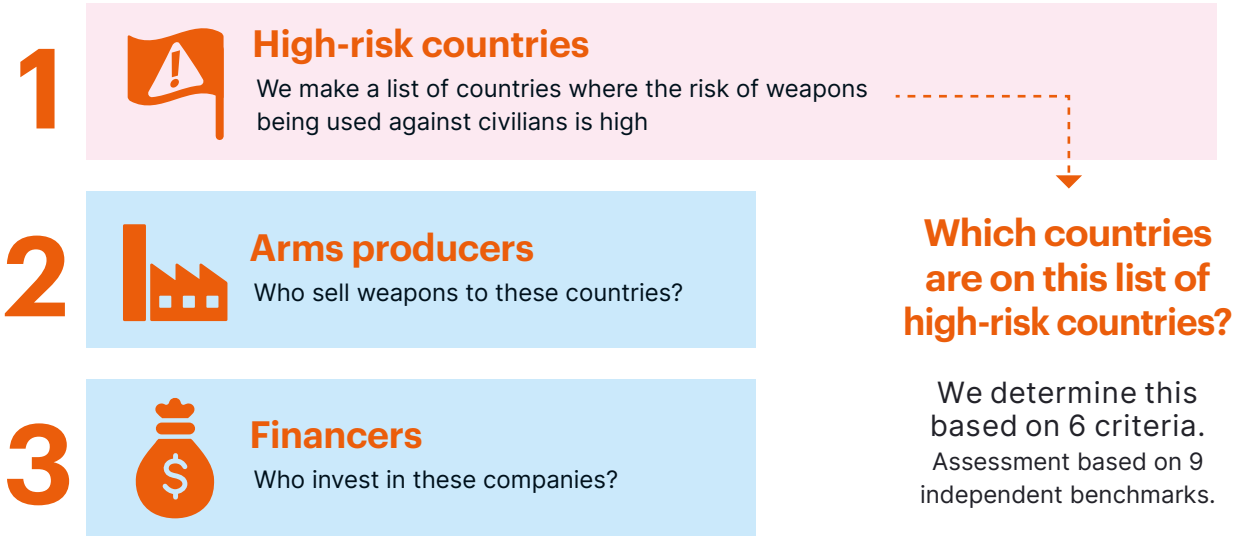 1
High-risk countries
We make a list of countries where the risk of weapons
being used against civilians is high
2
Arms producers
Who sell weapons to these countries?
3
Financers
Who invest in these companies?
Which countries
are on this list of
high-risk countries?
We determine this
based on 6 criteria.
Assessment based on 9
independent benchmarks.